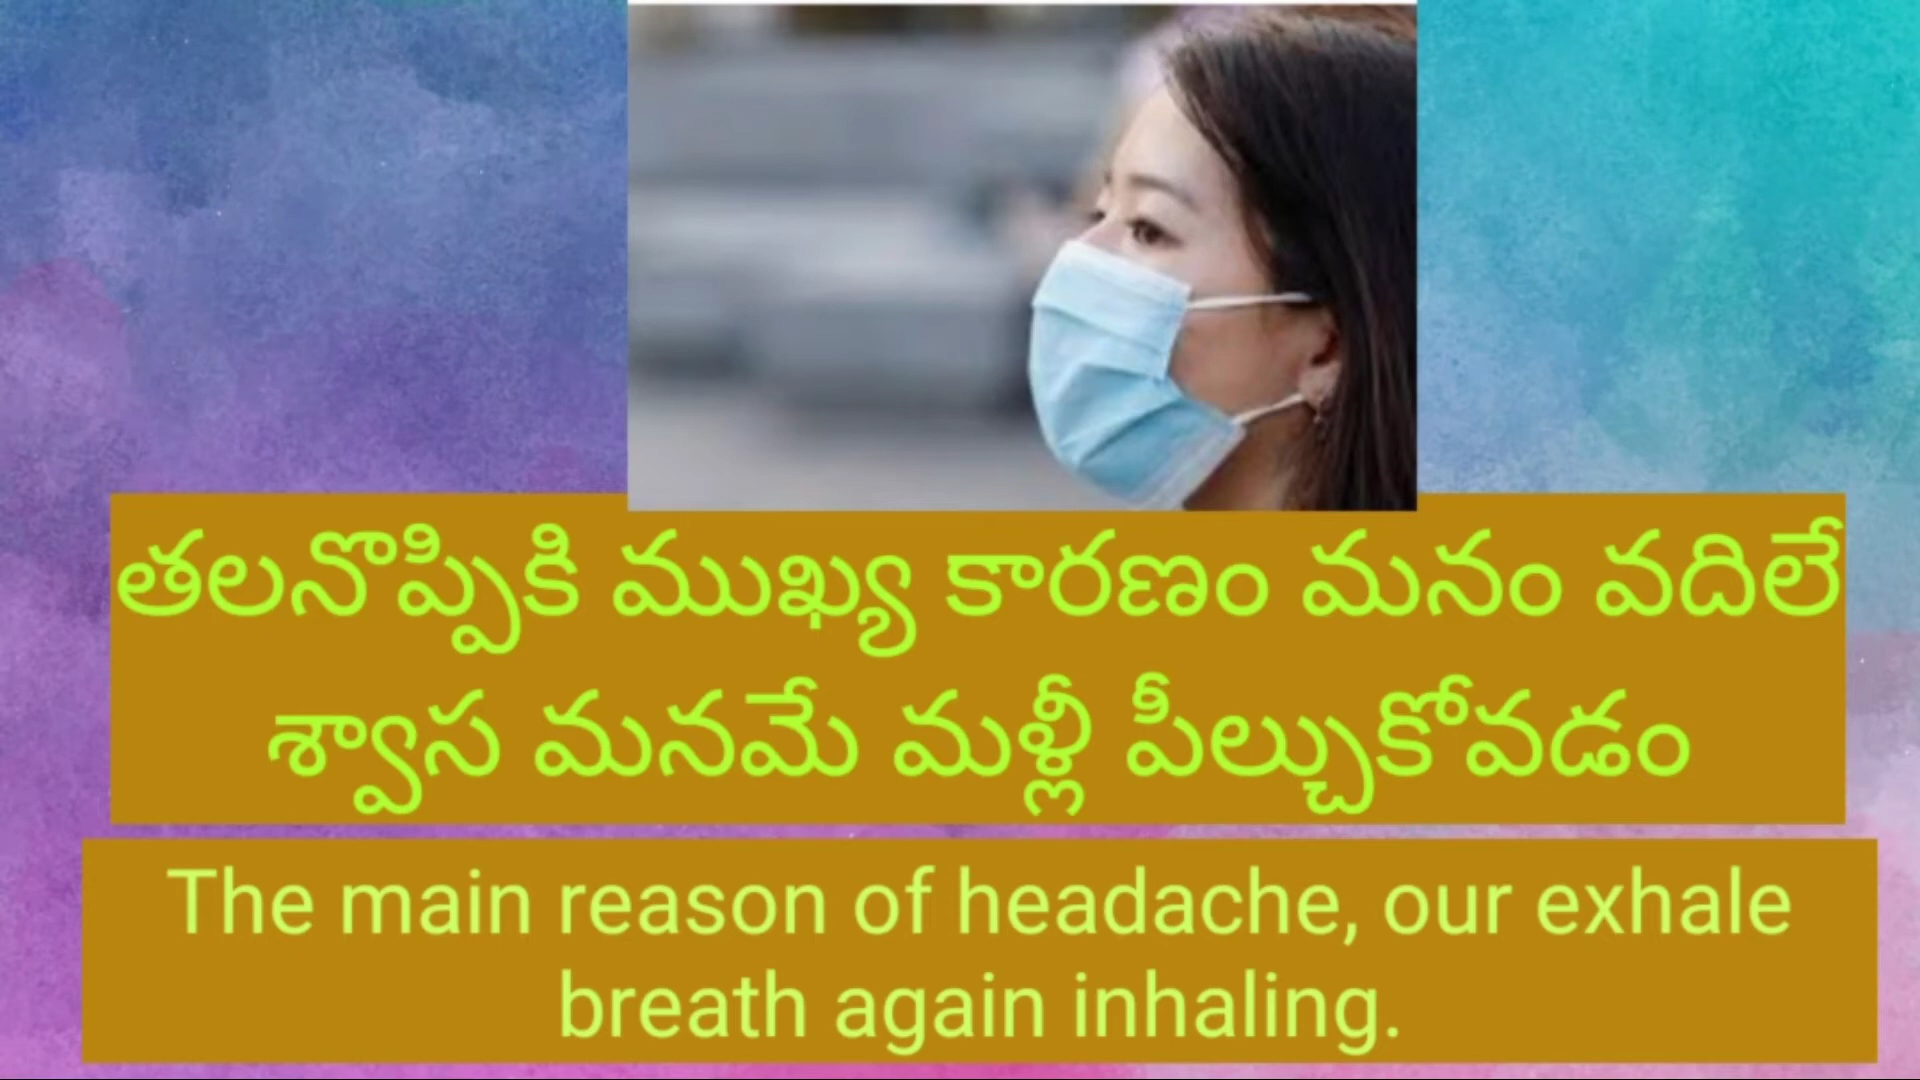 తలనొప్పికి ముఖ్య కారణం మనం వదిలే
శ్వాస మనమే మళ్లీ పీల్చుకోవడం
The main reason of headache, our exhale
breath again inhaling.